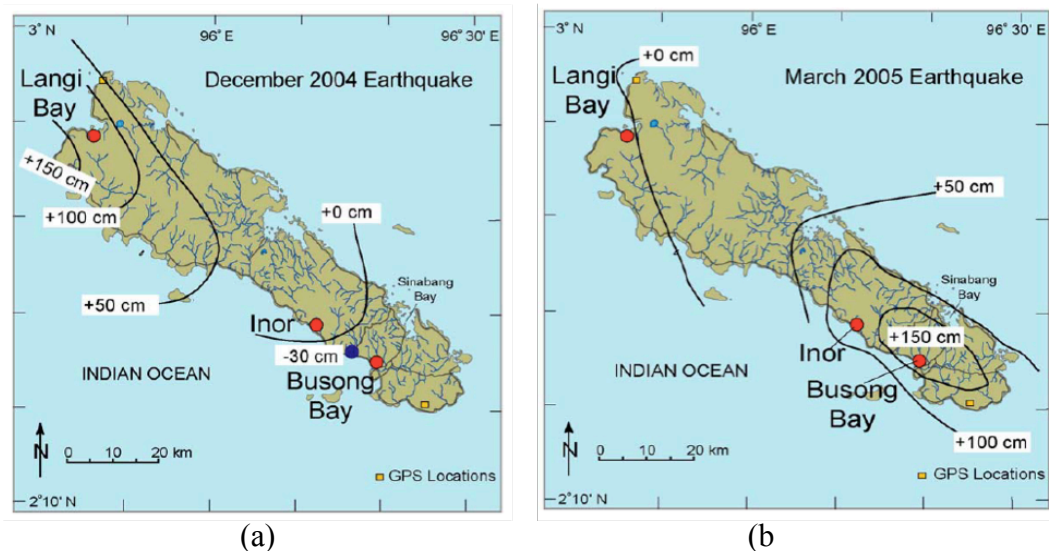 3° N
96° E
96° 30' E
December 2004 Earthquake
Langi
Bay
+150 cm
+100 cm
+0 cm
+50 cm
Sinabang
Bay
Inor
-30 cm
Busong
Bay
INDIAN OCEAN
N
0 10 20 km
GPS Locations
2°10' N
(a)
3° N
96° E
96° 30' E
+0 cm
March 2005 Earthquake
Langi
Bay
+50 cm
Sinabang
Bay
+150 cm
Inor
Busong
Bay
INDIAN OCEAN
+100 cm
N
0 10 20 km
GPS Locations
2°10' N
(b